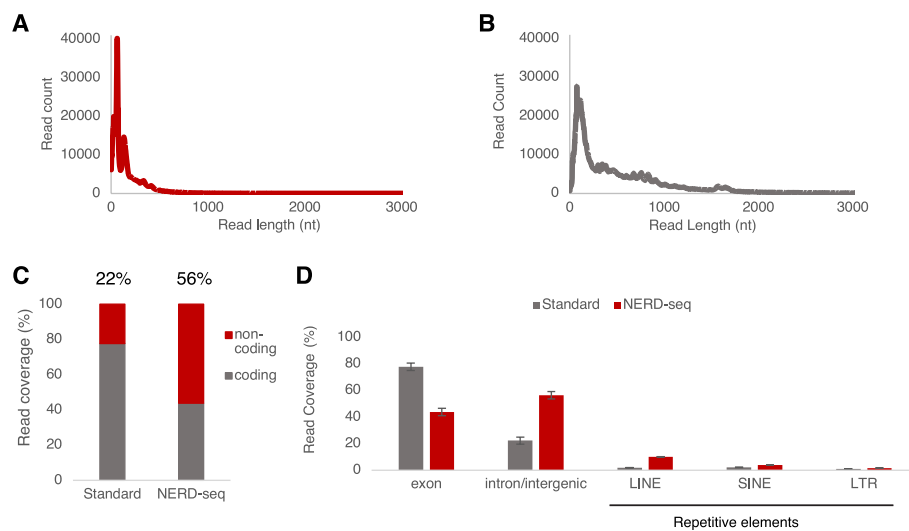 A
40000
30000
20000
10000
0
Read count
0 1000 2000 3000
Read length (nt)
B
40000
30000
20000
10000
0
Read Count
0 1000 2000 3000
Read Length (nt)
C
22% 56%
100
80
60
40
20
0
Read coverage (%)
non-
coding
coding
Standard NERD-seq
D
Standard NERD-seq
100
80
60
40
20
0
Read Coverage (%)
exon intron/intergenic LINE SINE LTR
Repetitive elements